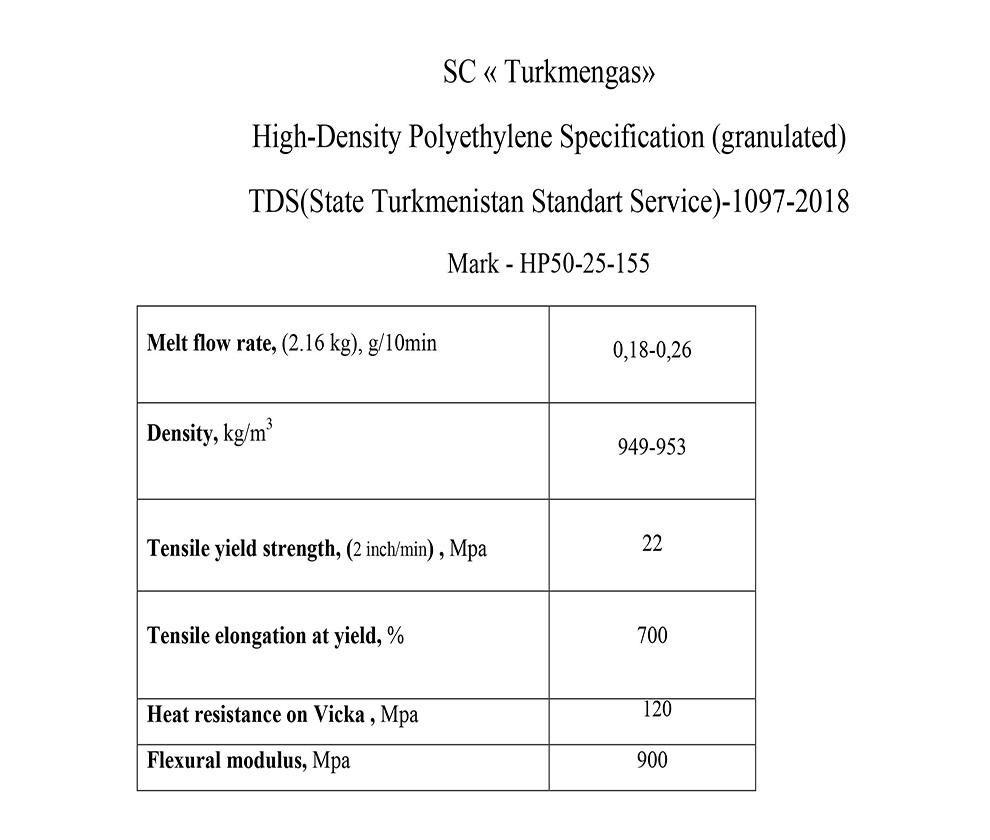 SC « Turkmengas»
High-Density Polyethylene Specification (granulated)
TDS(State Turkmenistan Standart Service)-1097-2018
Mark - HP50-25-155
Melt flow rate, (2.16 kg), g/10min 0,18-0,26
Density, kg/m³ 949-953
Tensile yield strength, (2 inch/min) , Mpa 22
Tensile elongation at yield, % 700
Heat resistance on Vicka , Mpa 120
Flexural modulus, Mpa 900